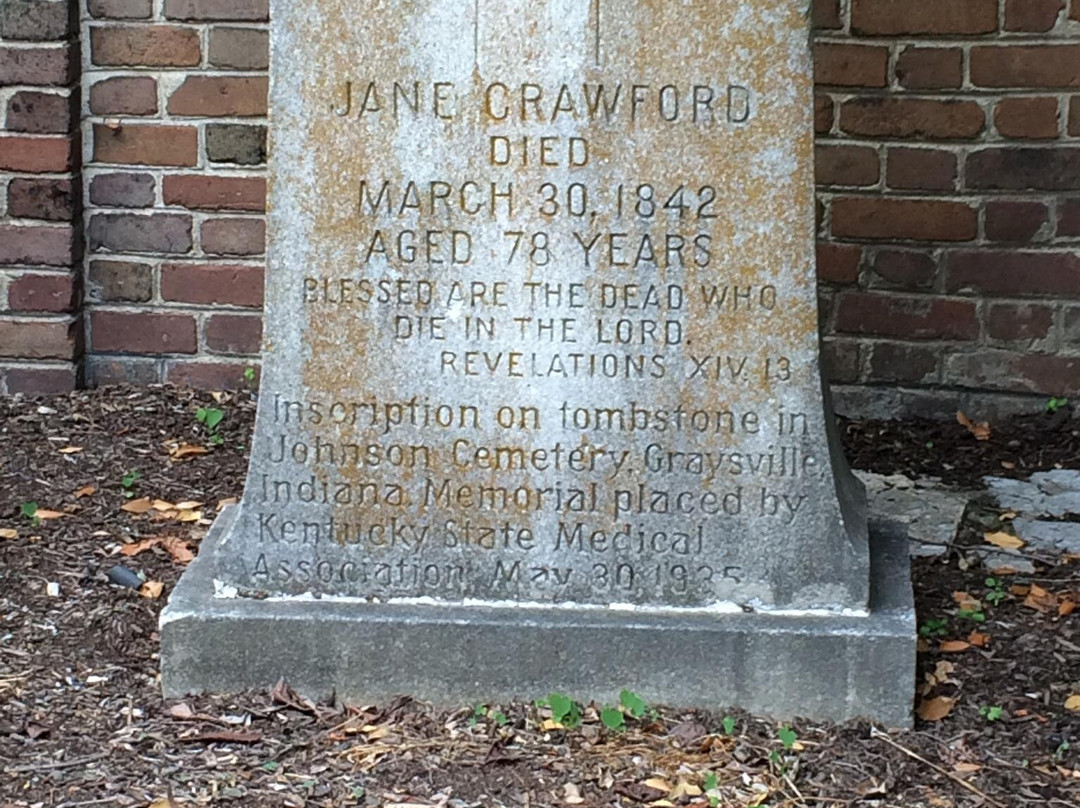 JANE CRAWFORD
DIED
MARCH 30, 1842
AGED 78 YEARS
BLESSED ARE THE DEAD WHO
DIE IN THE LORD.
REVELATIONS XIV. 13
Inscription on tombstone in
Johnson Cemetery, Graysville,
Indiana. Memorial placed by
Kentucky State Medical
Association, May 30, 1935